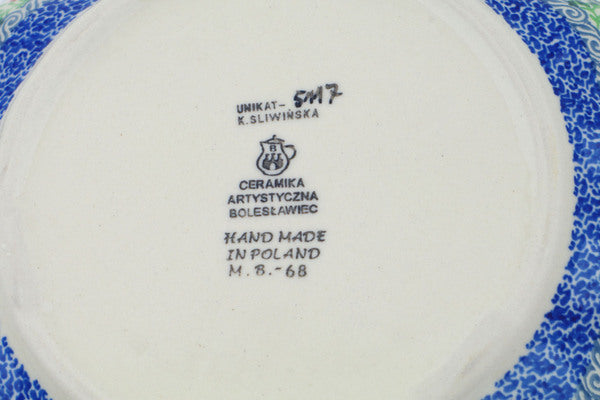 UNIKAT- 5117
K.SLIWIŃSKA
B
CERAMIKA
ARTYSTYCZNA
BOLESŁAWIEC
HAND MADE
IN POLAND
M. B.-68